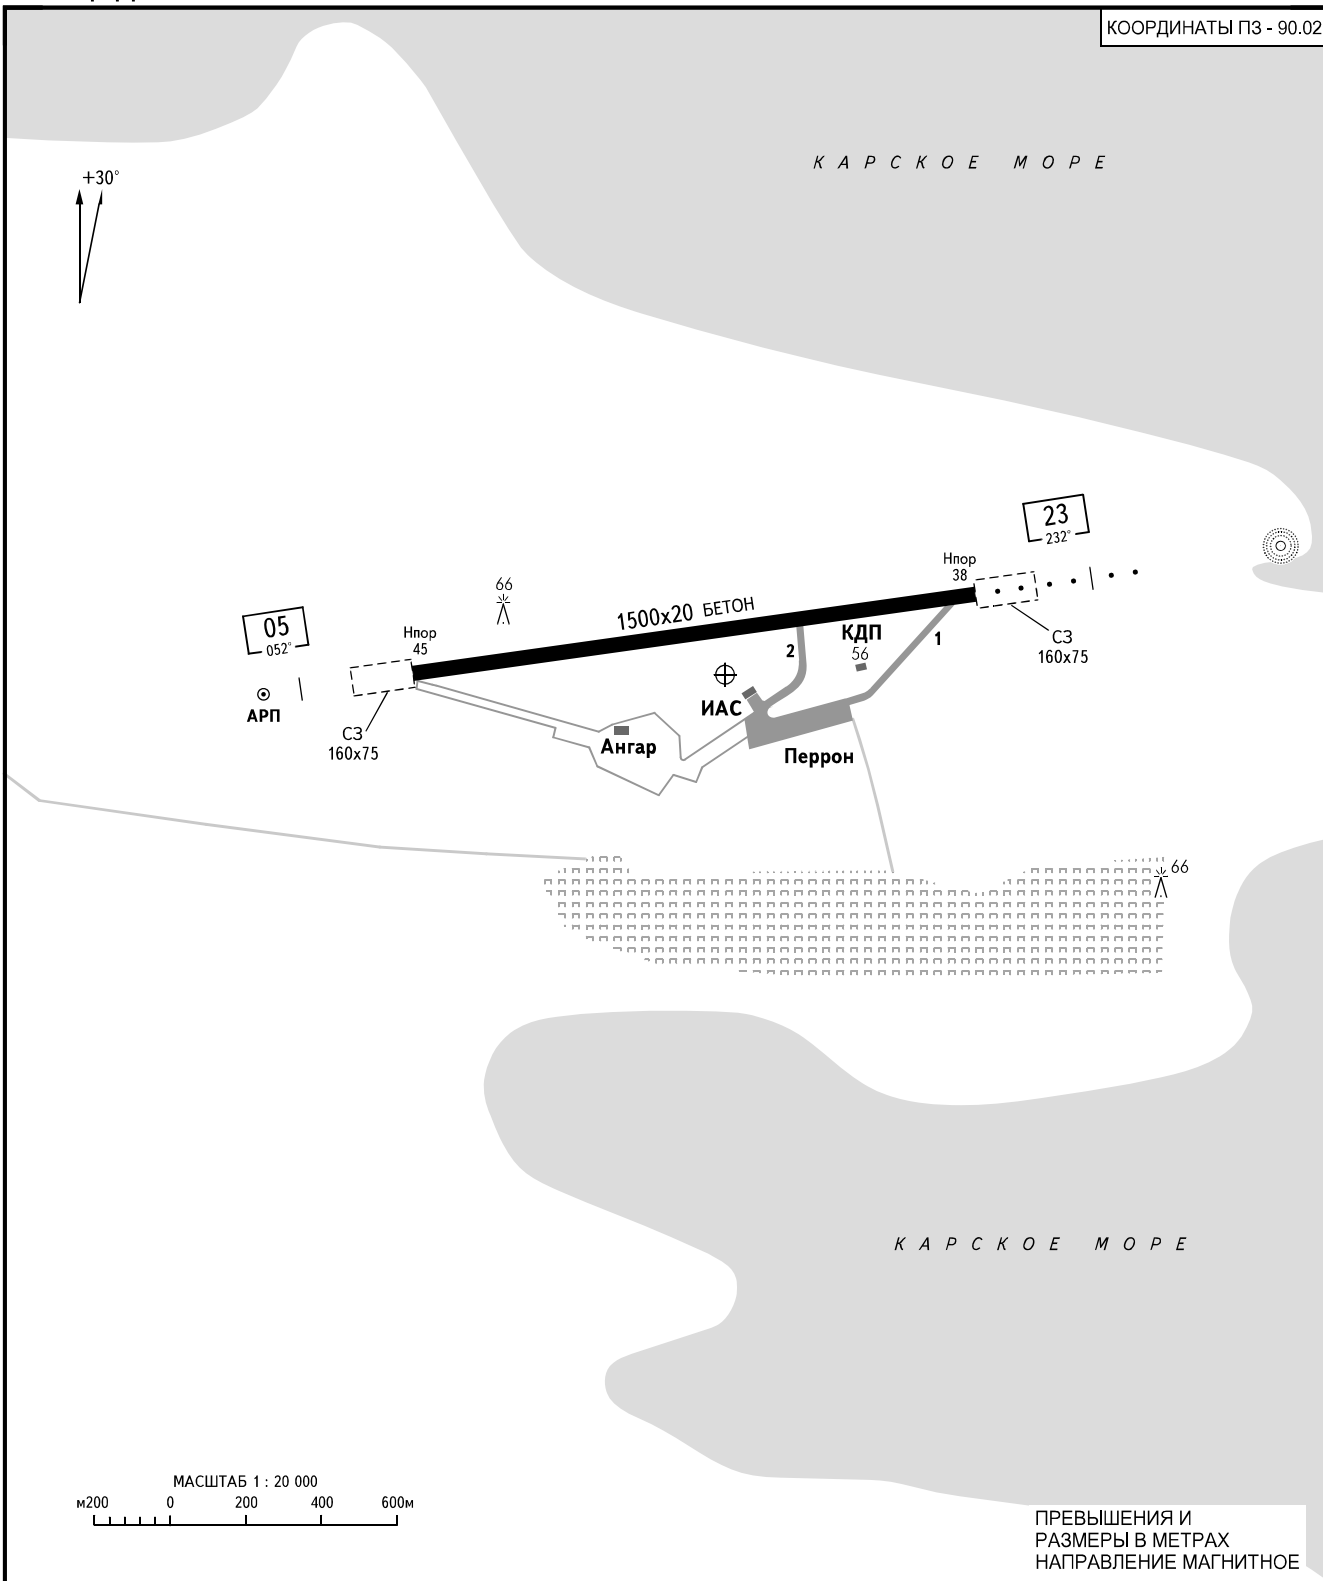 КООРДИНАТЫ ПЗ - 90.02
КАРСКОЕ МОРЕ
+30°
23
232°
Нпор
38
66
1500x20 БЕТОН
05
052°
Нпор
45
КДП
56
1
2
СЗ
160x75
АРП
ИАС
СЗ
160x75
Ангар
Перрон
66
КАРСКОЕ МОРЕ
МАСШТАБ 1 : 20 000
м200 0 200 400 600м
ПРЕВЫШЕНИЯ И
РАЗМЕРЫ В МЕТРАХ
НАПРАВЛЕНИЕ МАГНИТНОЕ